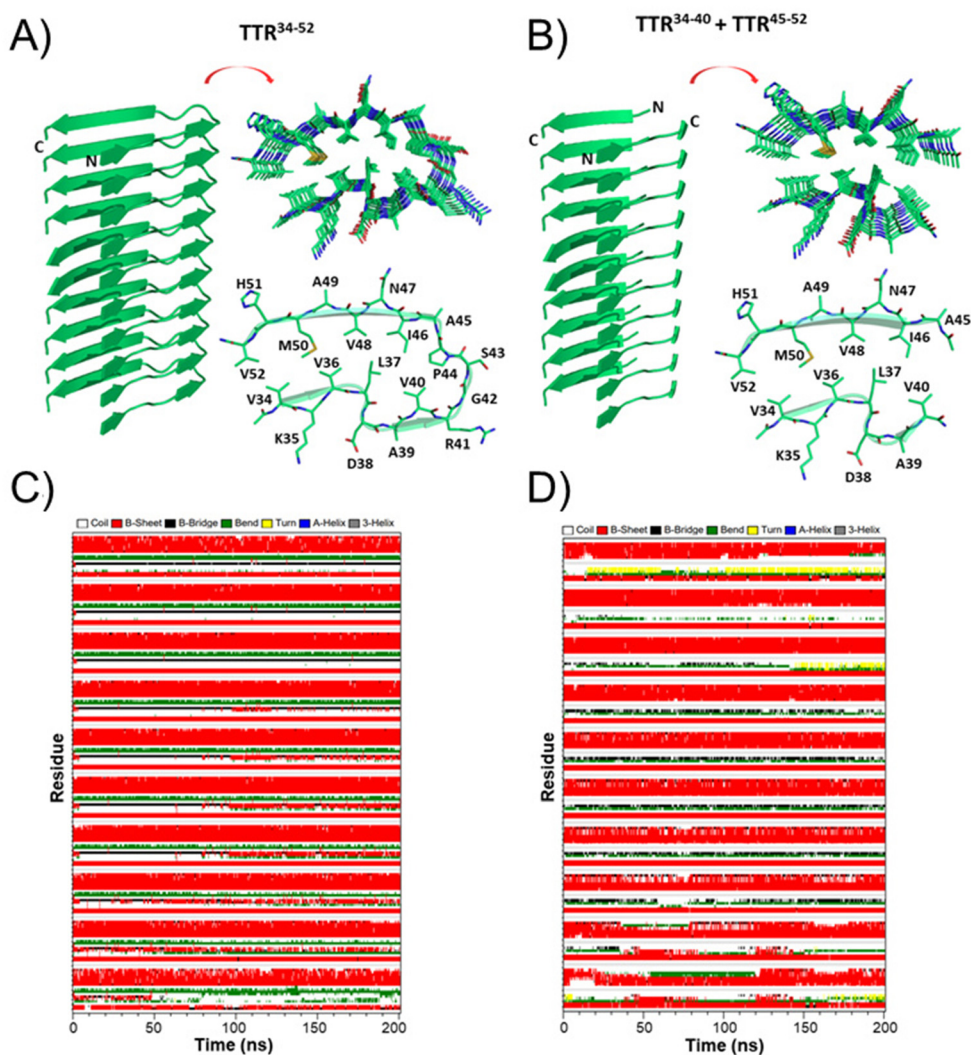 A)
TTR34-52
C
N
H51
A49
N47
A45
M50
V48
I46
S43
V36
L37
P44
V52
V40
V34
G42
K35
R41
D38
A39
B)
TTR34-40 + TTR45-52
N
C
C
N
H51
A49
N47
A45
M50
V48
I46
V36
L37
V52
V40
V34
K35
A39
D38
C)
Coil B-Sheet B-Bridge Bend Turn A-Helix 3-Helix
Residue
0 50 100 150 200
Time (ns)
D)
Coil B-Sheet B-Bridge Bend Turn A-Helix 3-Helix
Residue
0 50 100 150 200
Time (ns)